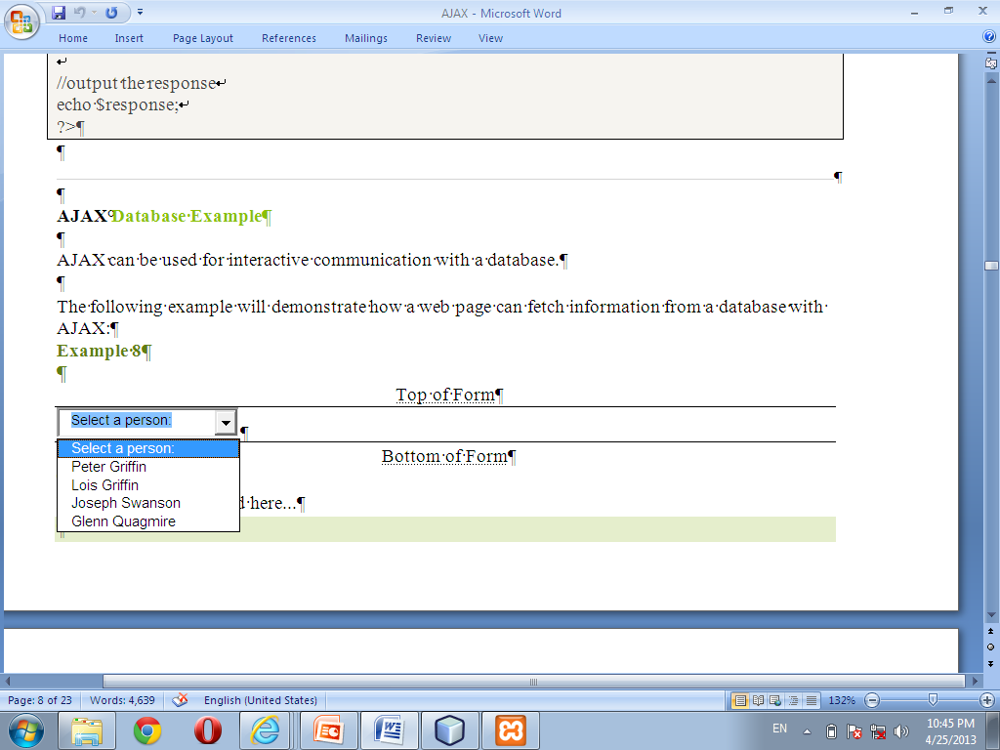 AJAX - Microsoft Word
Home Insert Page Layout References Mailings Review View
//output the response
echo $response;
?>
AJAX Database Example
AJAX can be used for interactive communication with a database.
The following example will demonstrate how a web page can fetch information from a database with
AJAX:
Example 8
Top of Form
Select a person:
Select a person:
Peter Griffin
Lois Griffin
Joseph Swanson
Glenn Quagmire
Bottom of Form
here...
Page: 8 of 23 Words: 4,639 English (United States) 132%
EN 10:45 PM
4/25/2013